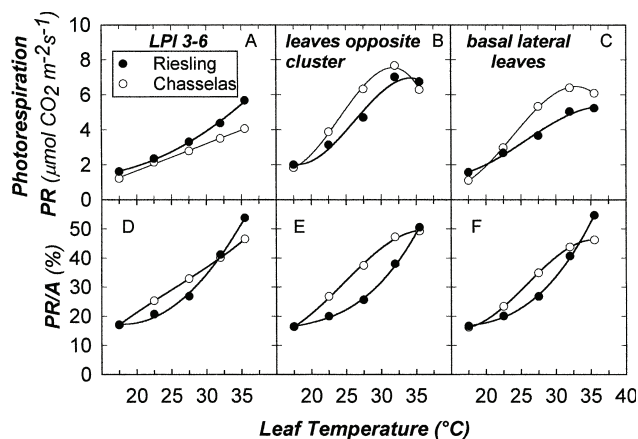 LPI 3-6
A
Riesling
Chasselas
leaves opposite
cluster
B
basal lateral
leaves
C
Photorespiration
PR (µmol CO2 m-2s-1)
10
8
6
4
2
0
D
E
F
PR/A (%)
50
40
30
20
10
0
20 25 30 35
20 25 30 35
20 25 30 35 40
Leaf Temperature (°C)